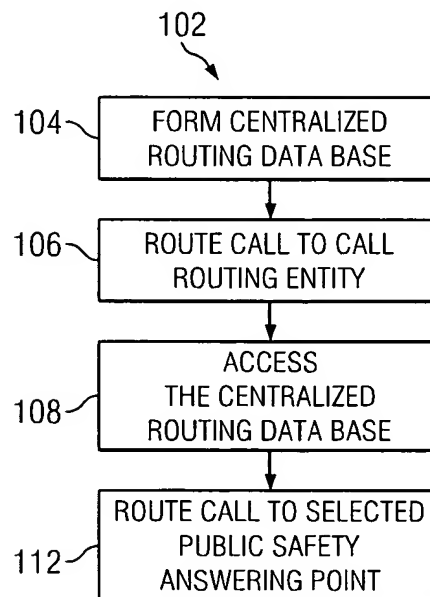 102
104
FORM CENTRALIZED
ROUTING DATA BASE
106
ROUTE CALL TO CALL
ROUTING ENTITY
108
ACCESS
THE CENTRALIZED
ROUTING DATA BASE
112
ROUTE CALL TO SELECTED
PUBLIC SAFETY
ANSWERING POINT